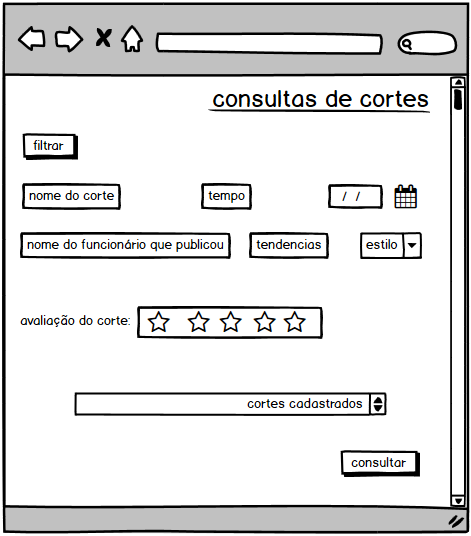 consultas de cortes
filtrar
nome do corte
tempo
/ /
nome do funcionário que publicou
tendencias
estilo
avaliação do corte:
cortes cadastrados
consultar